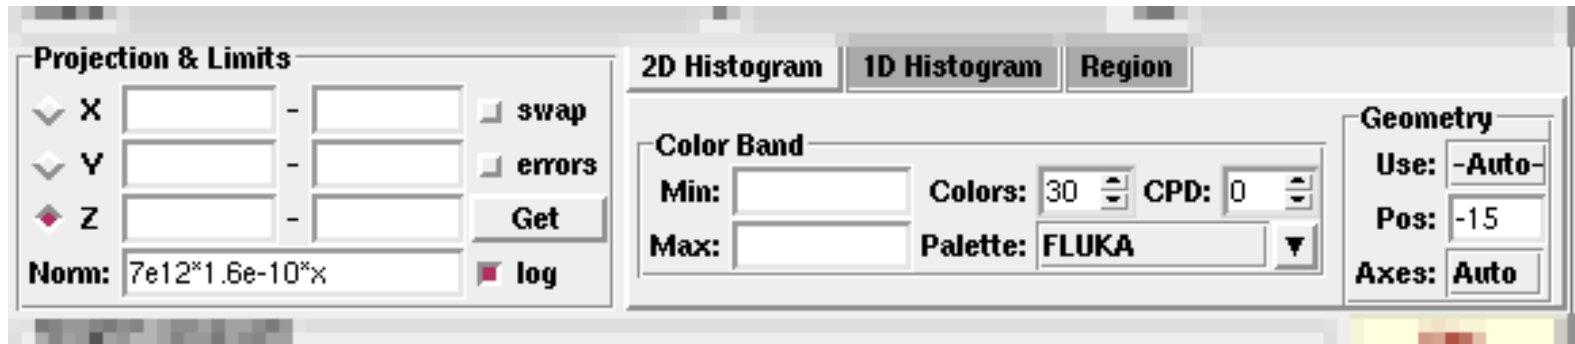 Projection & Limits
X - swap
Y - errors
Z - Get
Norm: 7e12*1.6e-10*x log
2D Histogram 1D Histogram Region
Color Band
Min: Colors: 30 CPD: 0
Max: Palette: FLUKA
Geometry
Use: -Auto-
Pos: -15
Axes: Auto